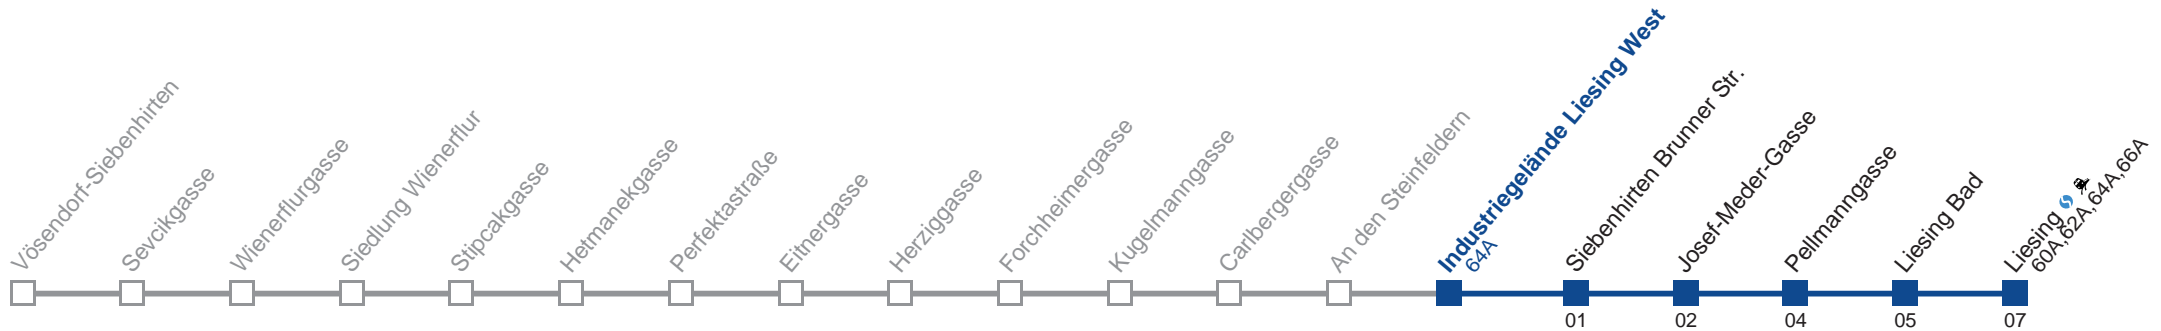 Vösendorf-Siebenhirten
Sevcikgasse
Wienerflurgasse
Siedlung Wienerflur
Stipcakgasse
Hetmanekgasse
Perfektastraße
Eitnergasse
Herziggasse
Forchheimergasse
Kugelmanngasse
Carlbergergasse
An den Steinfeldern
Industriegelände Liesing West
64A
Siebenhirten Brunner Str.
Josef-Meder-Gasse
Pellmanngasse
Liesing Bad
Liesing
60A,62A,64A,66A
01
02
04
05
07